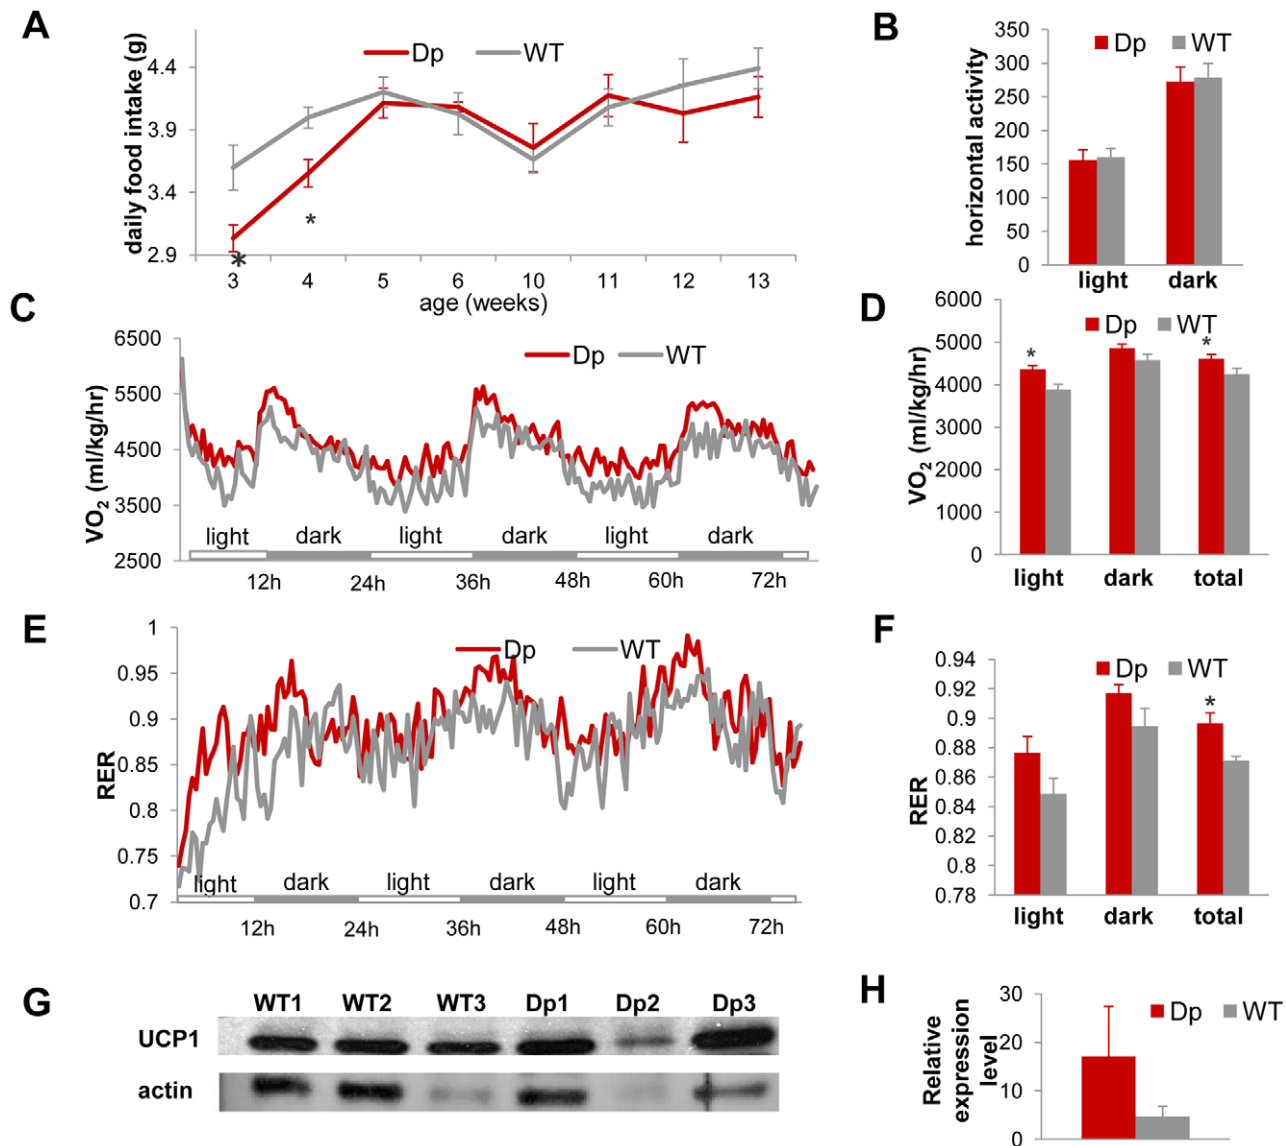 A
daily food intake (g)
Dp WT
4.4
3.9
3.4
2.9
*
*
3 4 5 6 10 11 12 13
age (weeks)
B
horizontal activity
Dp WT
350
300
250
200
150
100
50
0
light dark
C
VO2 (ml/kg/hr)
Dp WT
6500
5500
4500
3500
2500
light dark light dark light dark
12h 24h 36h 48h 60h 72h
D
VO2 (ml/kg/hr)
Dp WT
6000
5000
4000
3000
2000
1000
0
* *
light dark total
E
RER
Dp WT
1
0.95
0.9
0.85
0.8
0.75
0.7
light dark light dark light dark
12h 24h 36h 48h 60h 72h
F
RER
Dp WT
0.94
0.92
0.9
0.88
0.86
0.84
0.82
0.8
0.78
*
light dark total
G
WT1 WT2 WT3 Dp1 Dp2 Dp3
UCP1
actin
H
Relative
expression
level
Dp WT
30
20
10
0